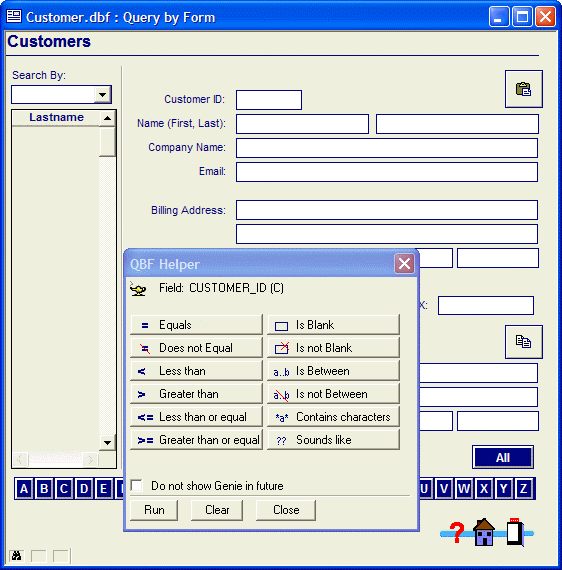 Customer.dbf : Query by Form
Customers
Search By:
Lastname
Customer ID:
Name (First, Last):
Company Name:
Email:
Billing Address:
X:
QBF Helper
Field: CUSTOMER_ID (C)
= Equals
Is Blank
= Does not Equal
Is not Blank
< Less than
a..b Is Between
> Greater than
a..b Is not Between
<= Less than or equal
*a* Contains characters
>= Greater than or equal
?? Sounds like
Do not show Genie in future
Run Clear Close
All
A B C D E U V W X Y Z
?